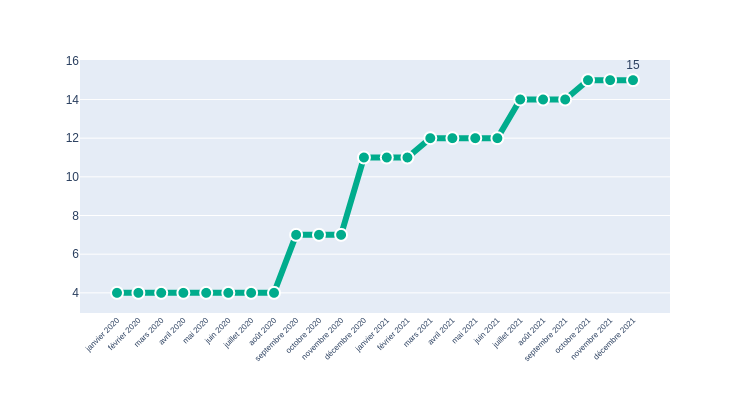 16
14
12
10
8
6
4
15
janvier 2020
février 2020
mars 2020
avril 2020
mai 2020
juin 2020
juillet 2020
août 2020
septembre 2020
octobre 2020
novembre 2020
décembre 2020
janvier 2021
février 2021
mars 2021
avril 2021
mai 2021
juin 2021
juillet 2021
août 2021
septembre 2021
octobre 2021
novembre 2021
décembre 2021